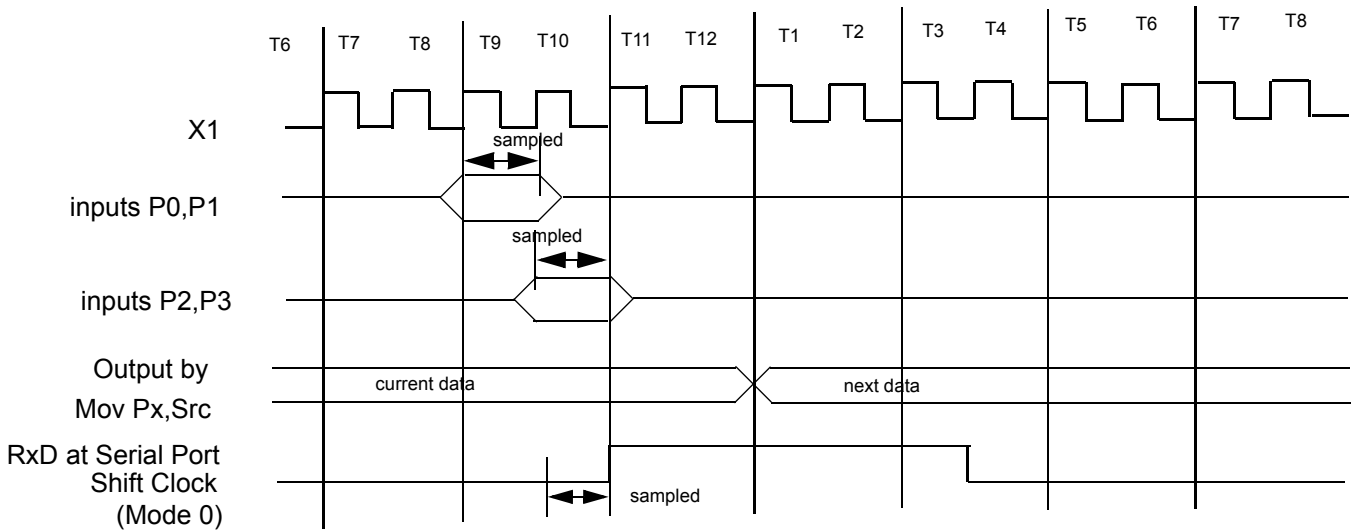 T6 T7 T8 T9 T10 T11 T12 T1 T2 T3 T4 T5 T6 T7 T8
X1
sampled
inputs P0,P1
sampled
inputs P2,P3
Output by
current data next data
Mov Px,Src
RxD at Serial Port
Shift Clock
sampled
(Mode 0)